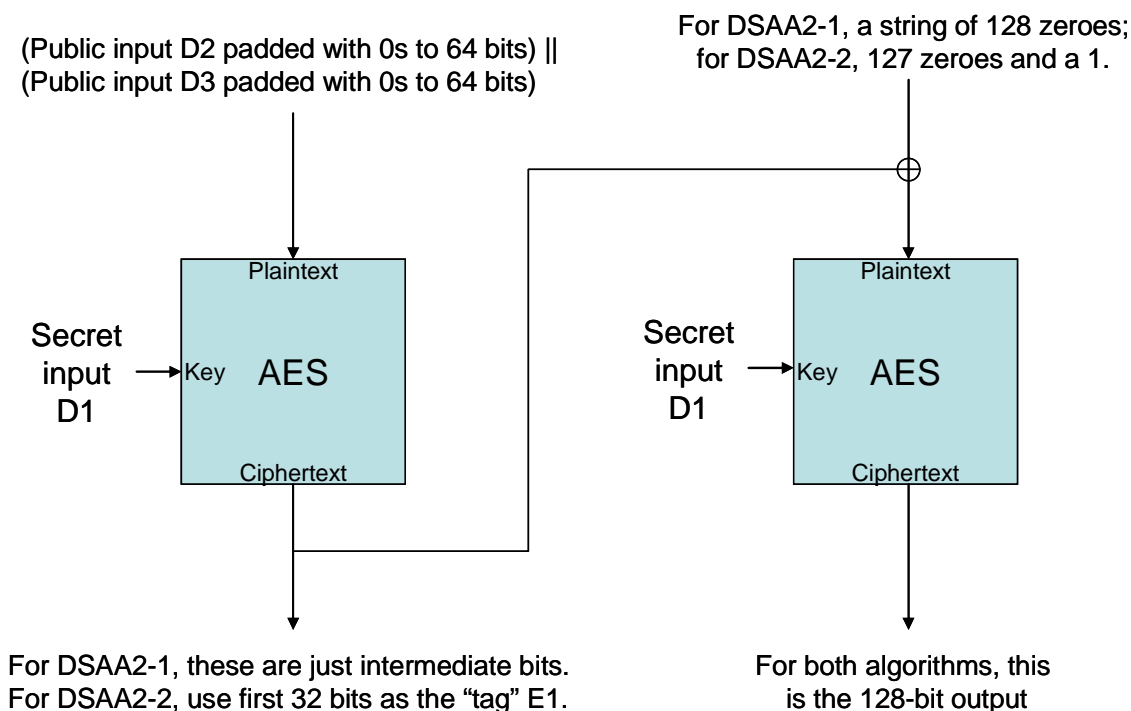 (Public input D2 padded with 0s to 64 bits) ||
(Public input D3 padded with 0s to 64 bits)
For DSAA2-1, a string of 128 zeroes;
for DSAA2-2, 127 zeroes and a 1.
Plaintext
Secret
input
D1
Key
AES
Ciphertext
Plaintext
Secret
input
D1
Key
AES
Ciphertext
For DSAA2-1, these are just intermediate bits.
For DSAA2-2, use first 32 bits as the “tag” E1.
For both algorithms, this
is the 128-bit output